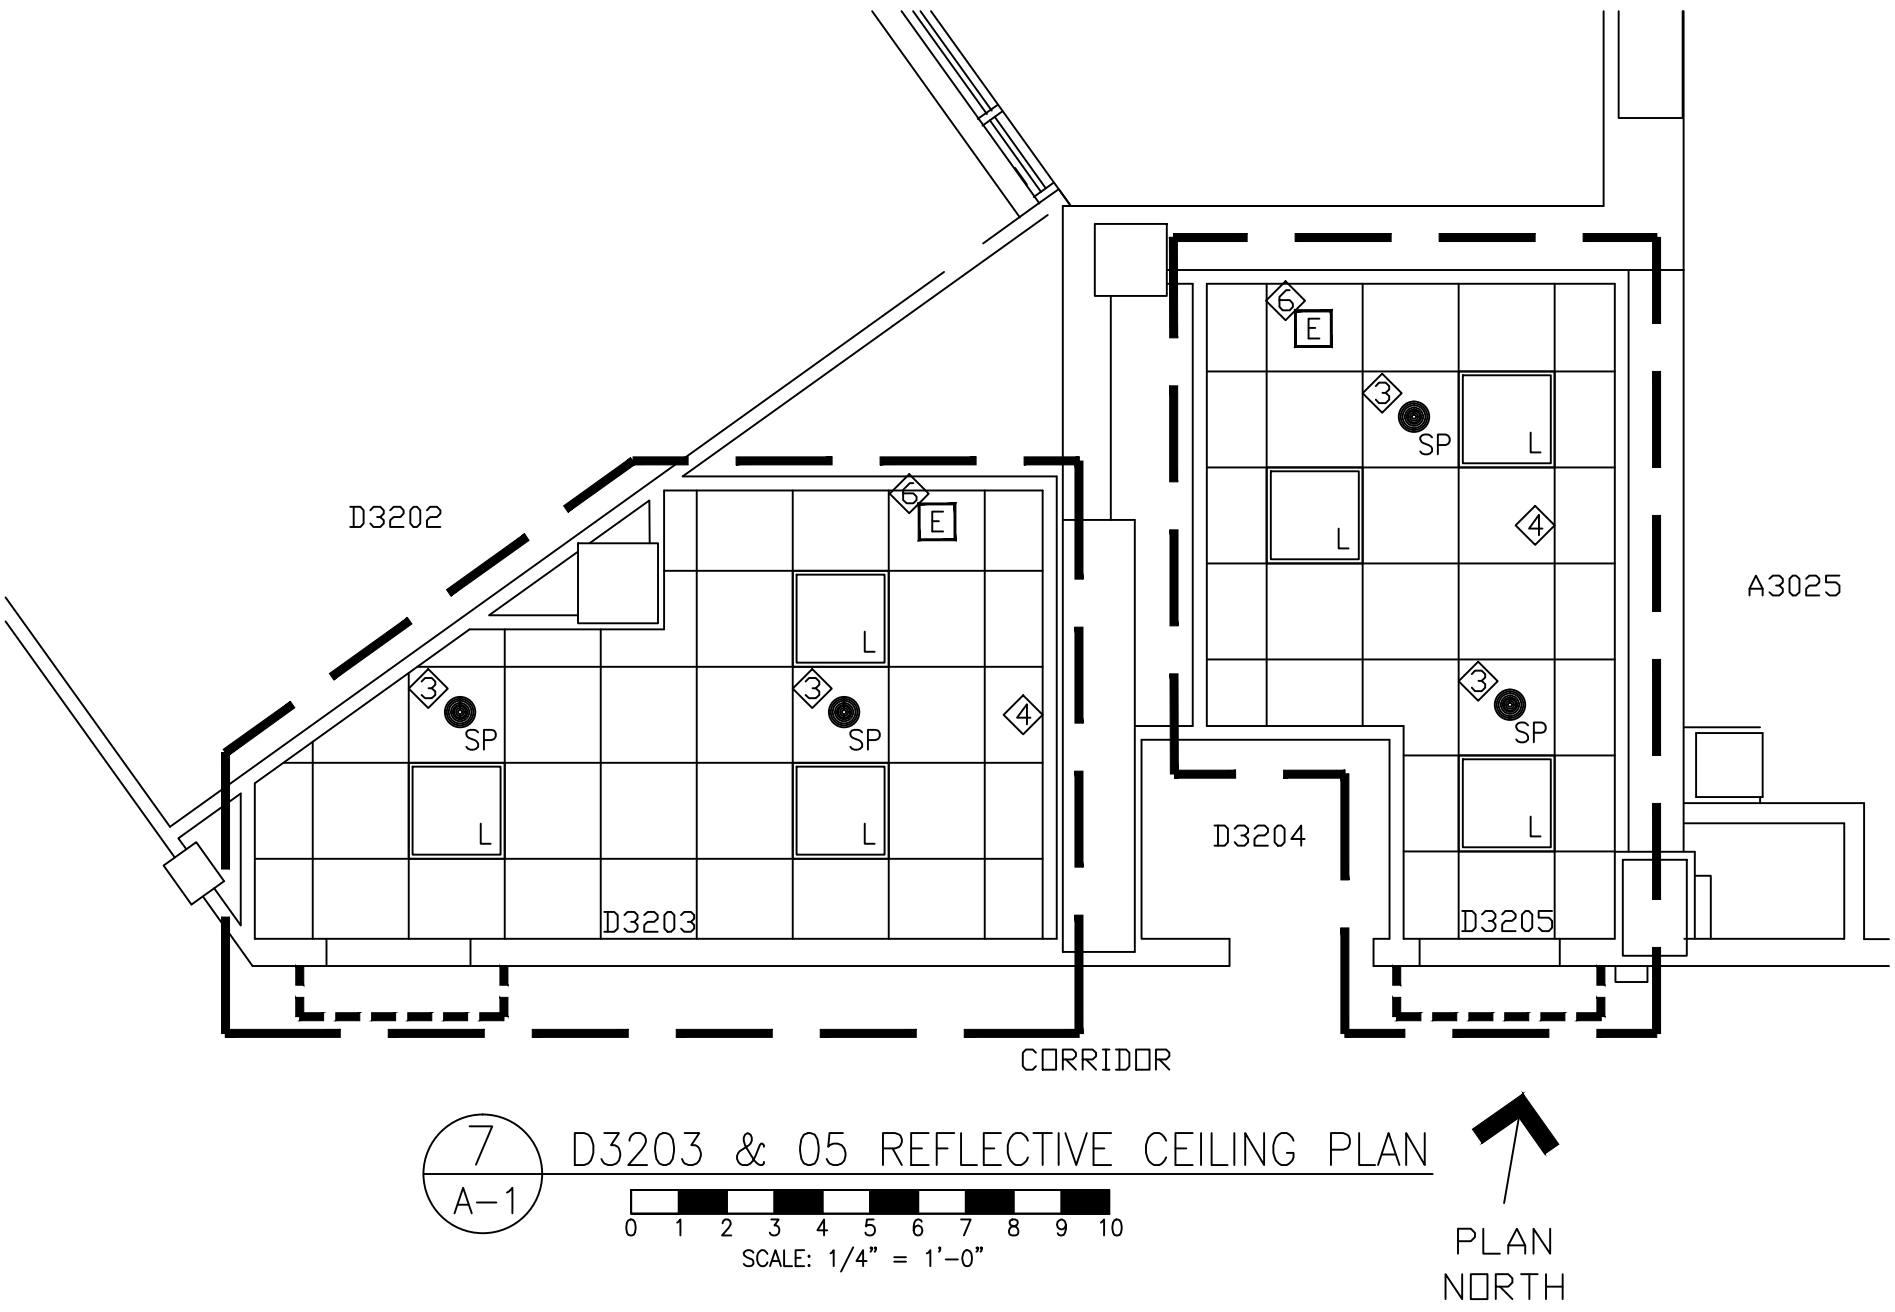 6
E
3
SP
L
L
4
6
E
D3202
L
A3025
3
SP
3
SP
4
3
SP
L
L
L
D3204
D3203
D3205
CORRIDOR
7
A-1
D3203 & 05 REFLECTIVE CEILING PLAN
0 1 2 3 4 5 6 7 8 9 10
SCALE: 1/4" = 1'-0"
PLAN
NORTH